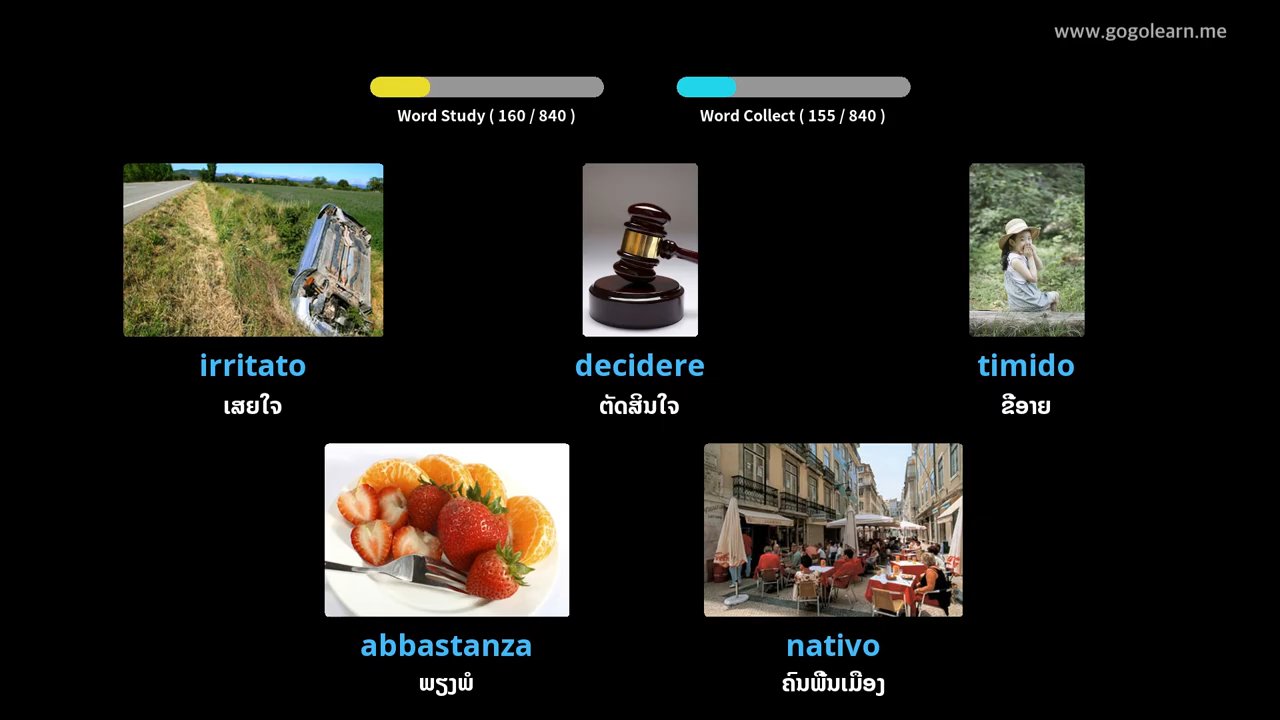 www.gogolearn.me
Word Study ( 160 / 840 )
Word Collect ( 155 / 840 )
irritato
ເສຍໃຈ
decidere
ຕັດສິນໃຈ
timido
ຂີ້ອາຍ
abbastanza
ພຽງພໍ
nativo
ຄົນພື້ນເມືອງ